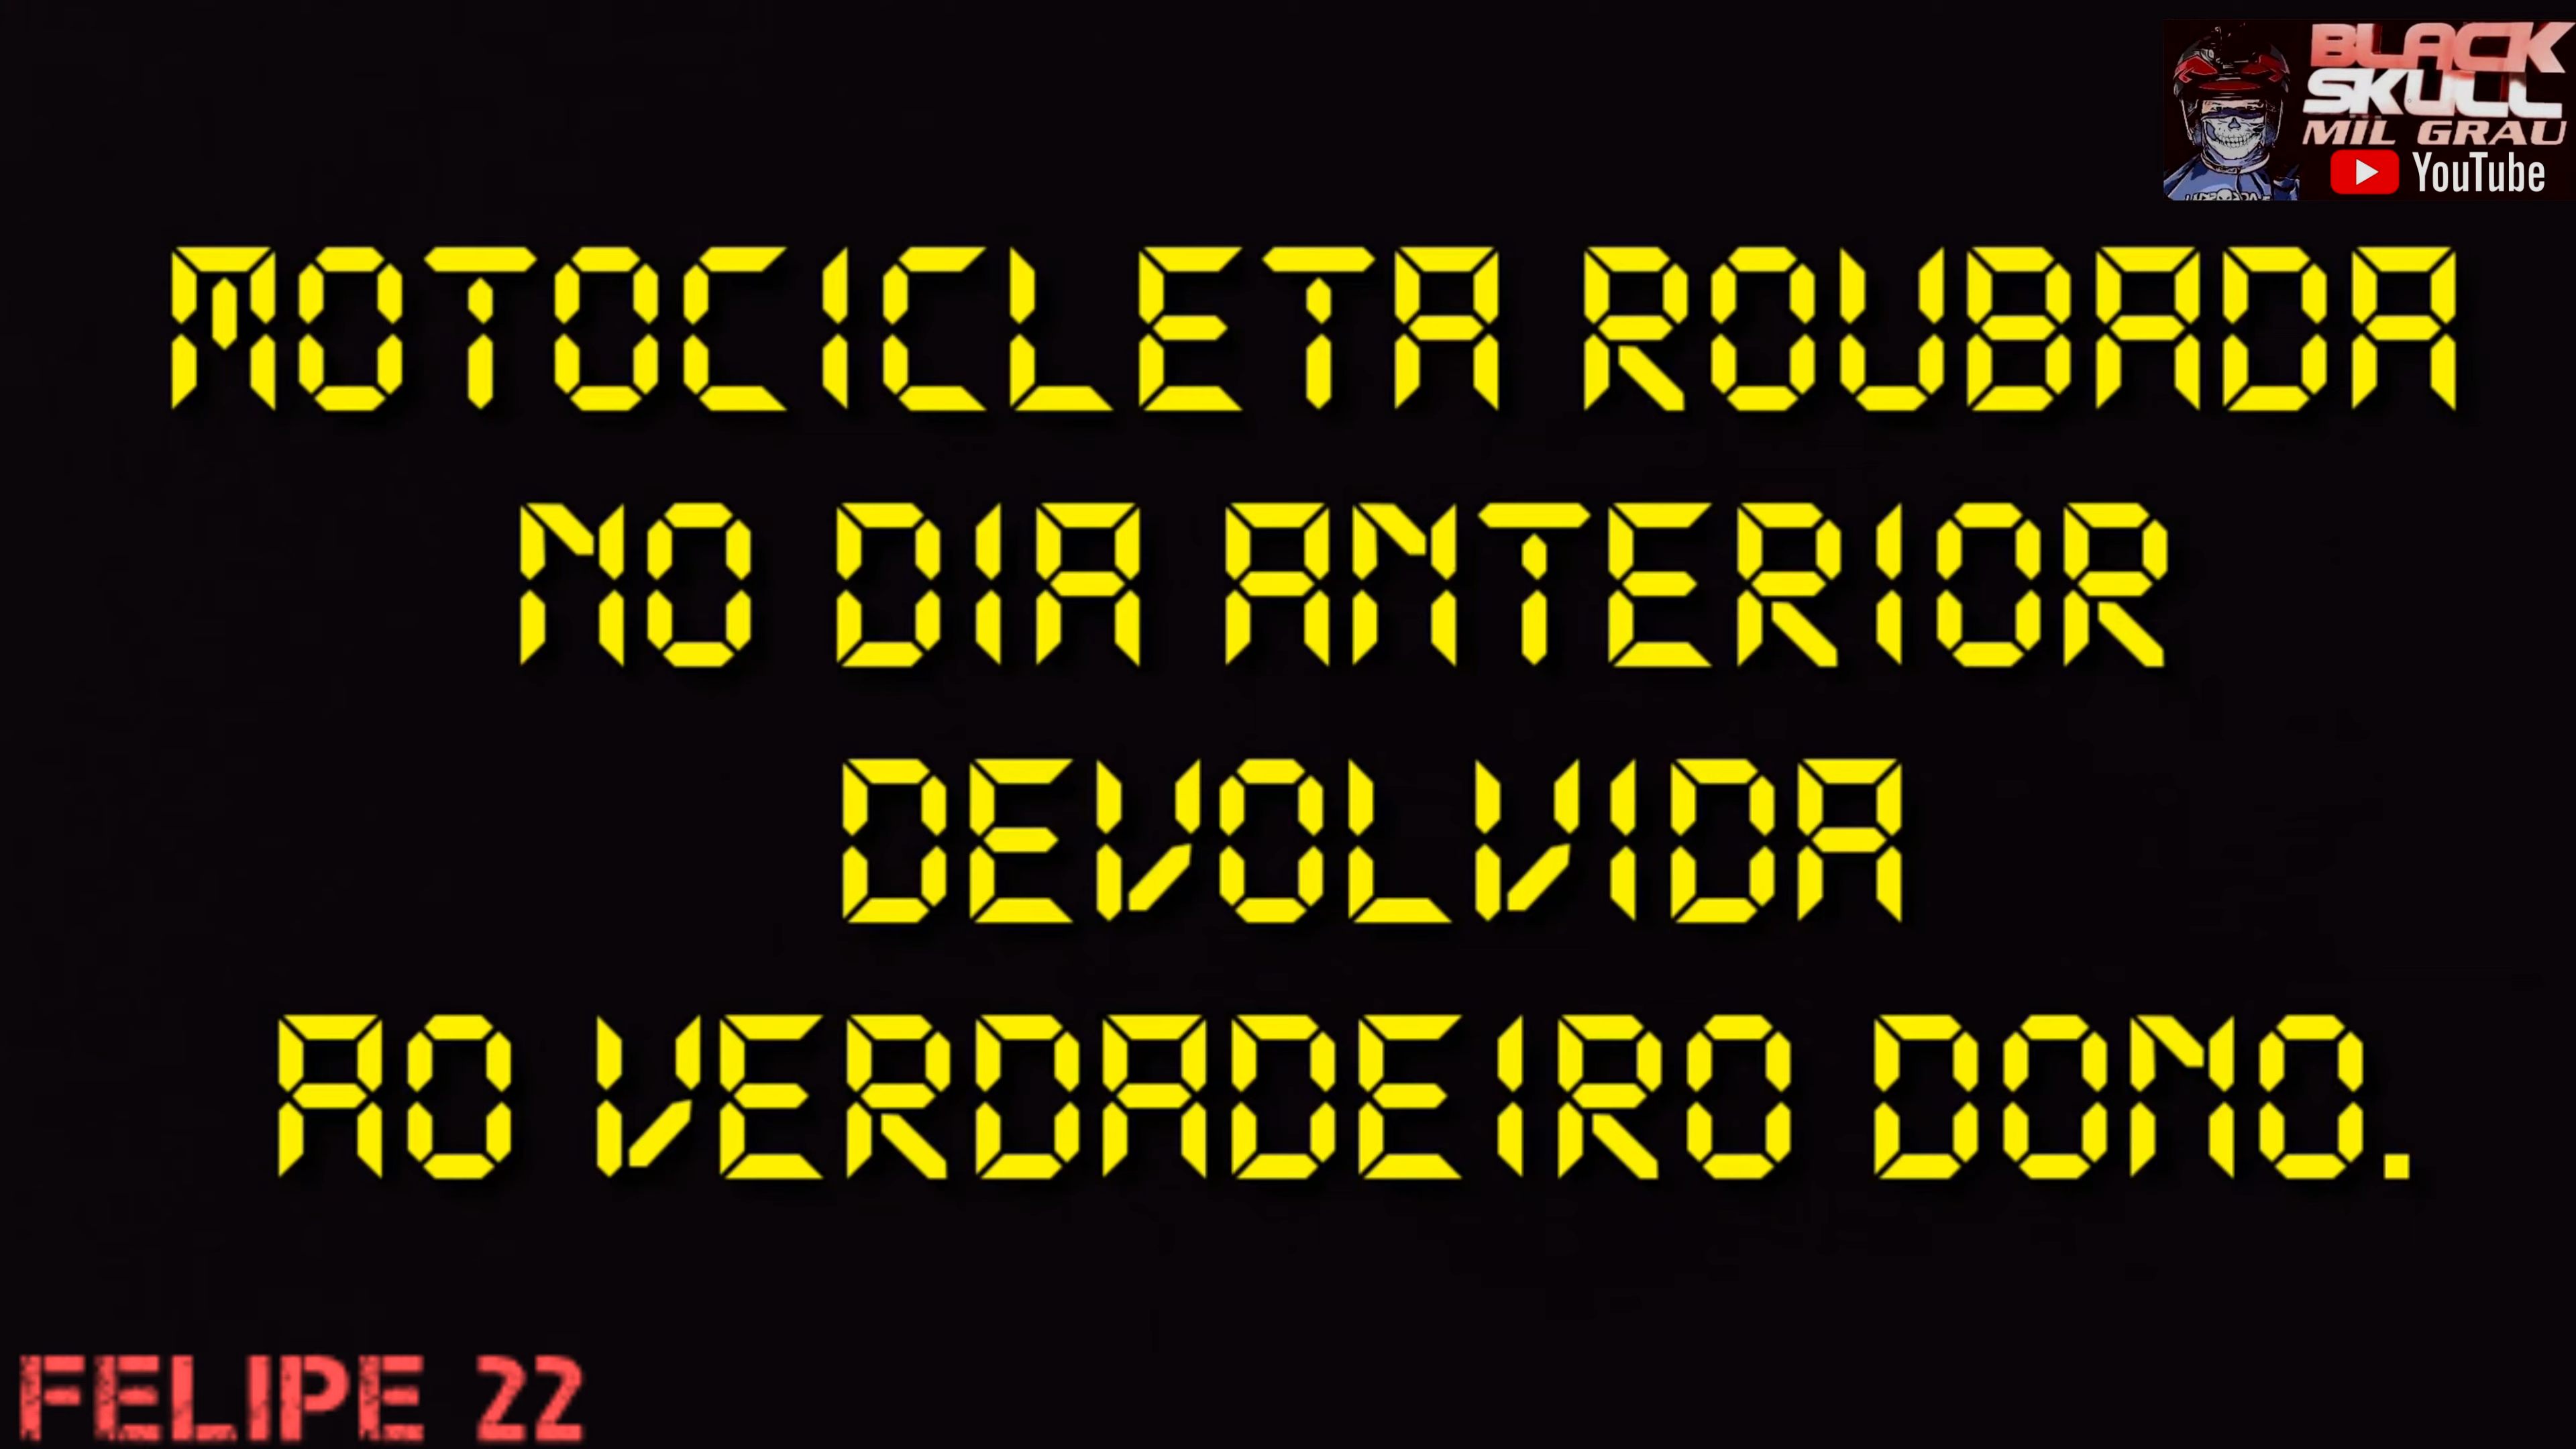 BLACK
SKULL
MIL GRAU
YouTube
MOTOCICLETA ROUBADA
NO DIA ANTERIOR
DEVOLVIDA
AO VERDADEIRO DONO.
FELIPE 22